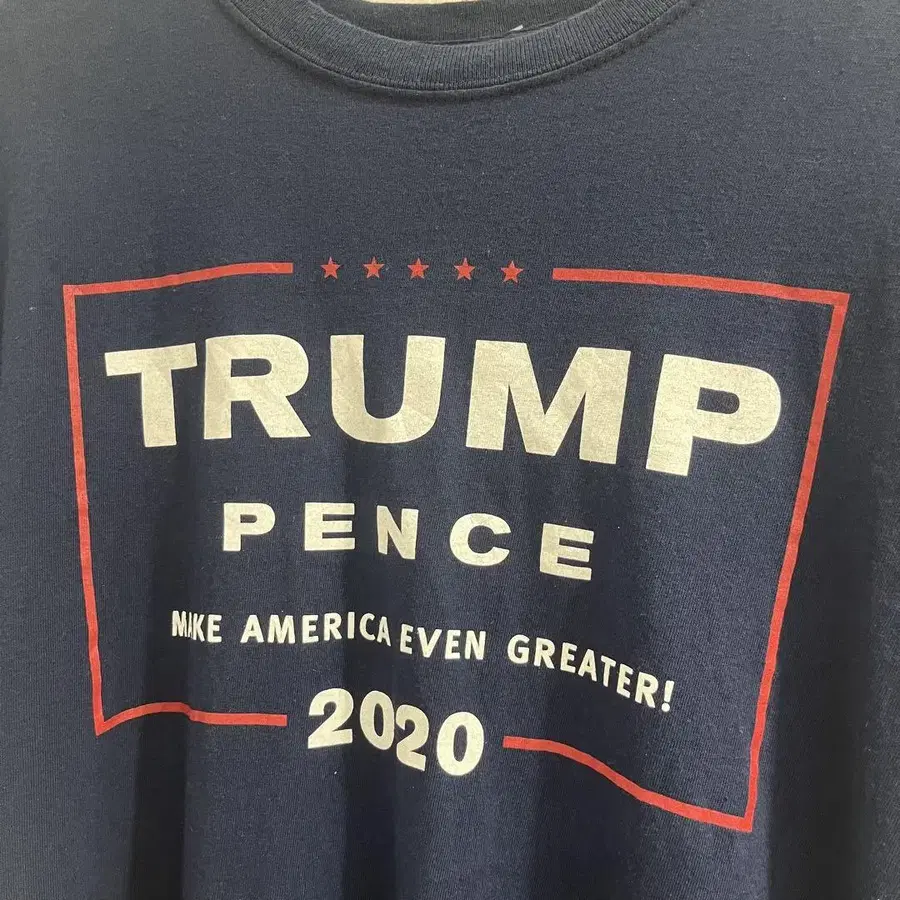 TRUMP
PENCE
MAKE AMERICA EVEN GREATER!
2020